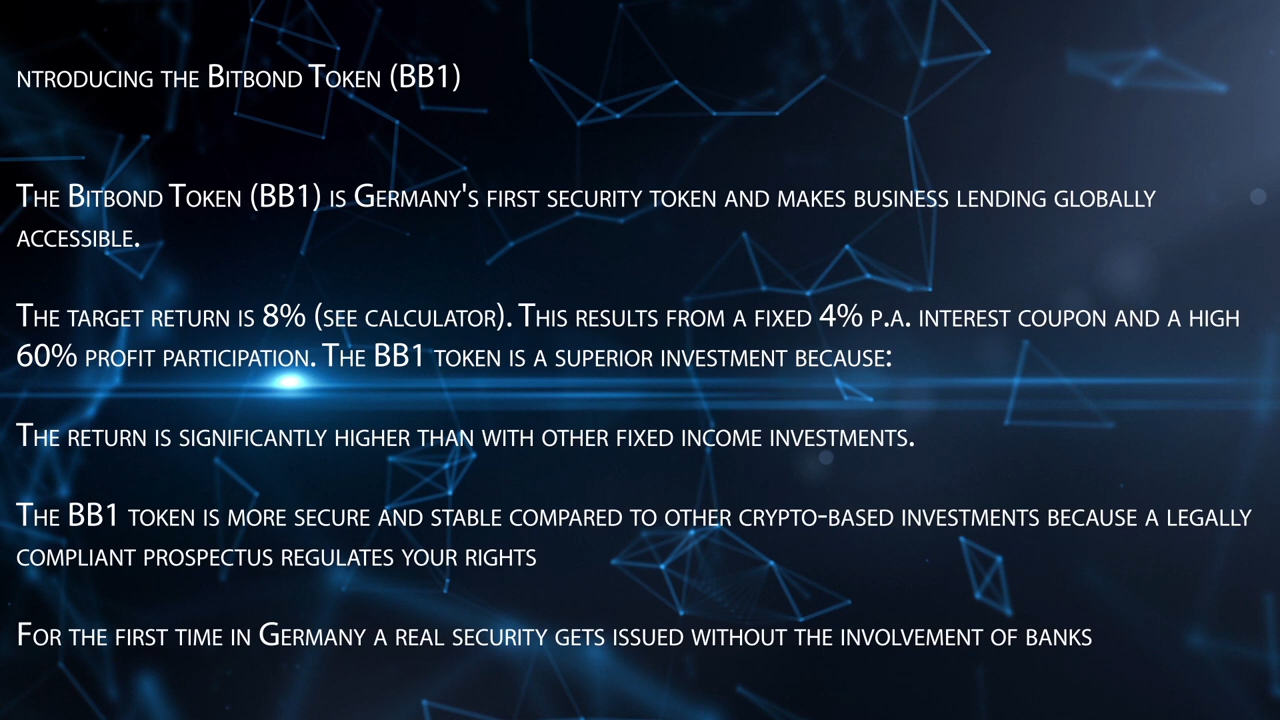 ntroducing the Bitbond Token (BB1)
The Bitbond Token (BB1) is Germany's first security token and makes business lending globally
accessible.
The target return is 8% (see calculator). This results from a fixed 4% p.a. interest coupon and a high
60% profit participation. The BB1 token is a superior investment because:
The return is significantly higher than with other fixed income investments.
The BB1 token is more secure and stable compared to other crypto-based investments because a legally
compliant prospectus regulates your rights
For the first time in Germany a real security gets issued without the involvement of banks